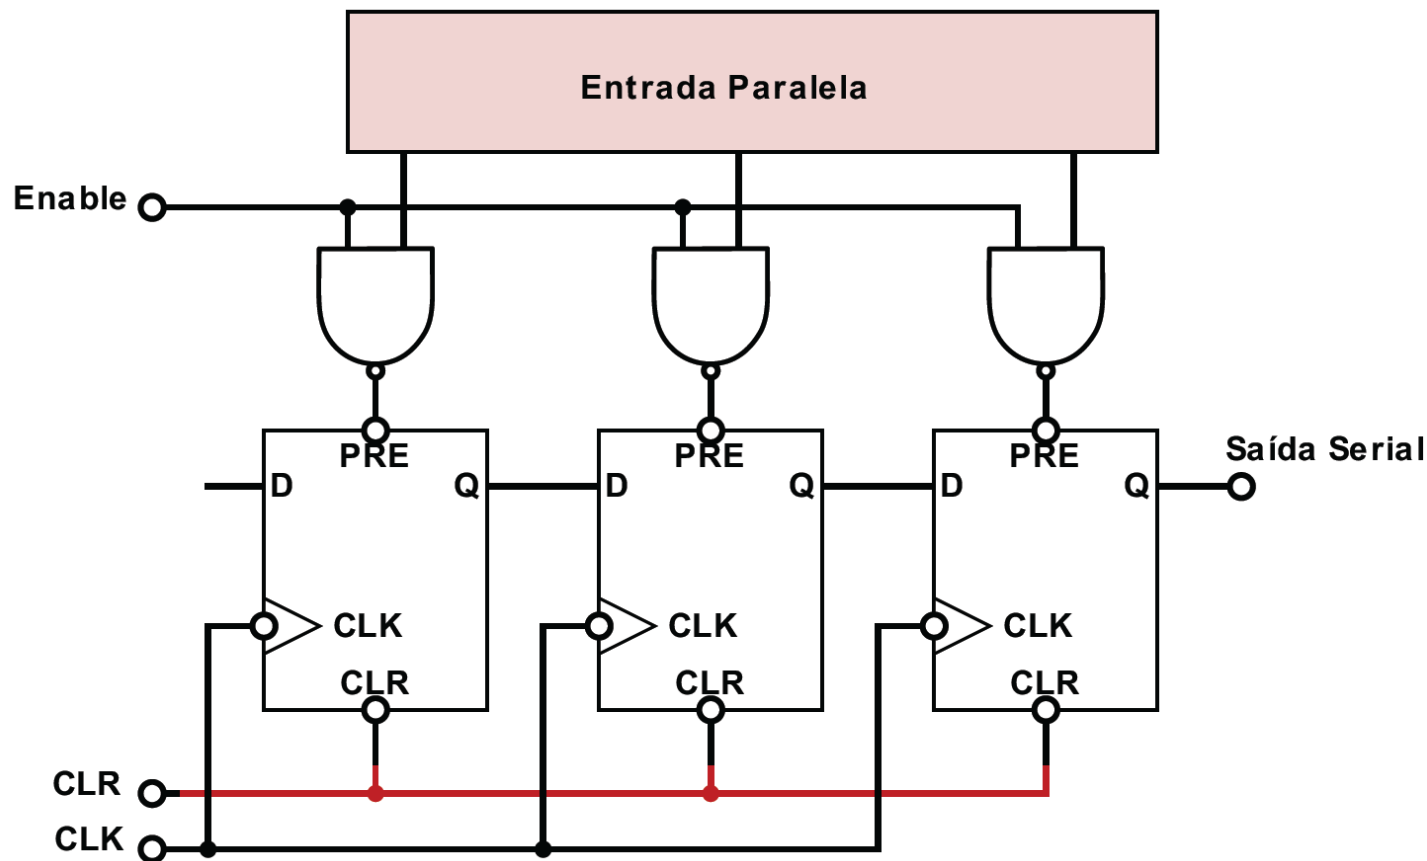 Entrada Paralela
Enable
PRE
PRE
PRE
Saída Serial
D
Q
D
Q
D
Q
CLK
CLK
CLK
CLR
CLR
CLR
CLR
CLK